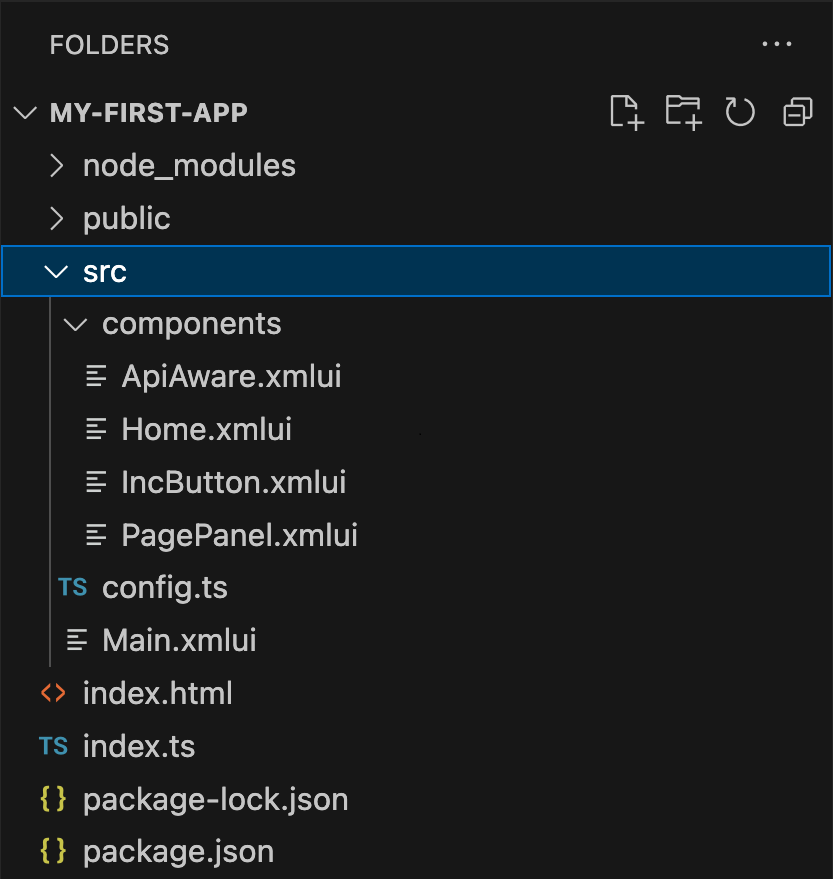 FOLDERS
MY-FIRST-APP
node_modules
public
src
components
ApiAware.xmlui
Home.xmlui
IncButton.xmlui
PagePanel.xmlui
TS config.ts
Main.xmlui
<> index.html
TS index.ts
{} package-lock.json
{} package.json